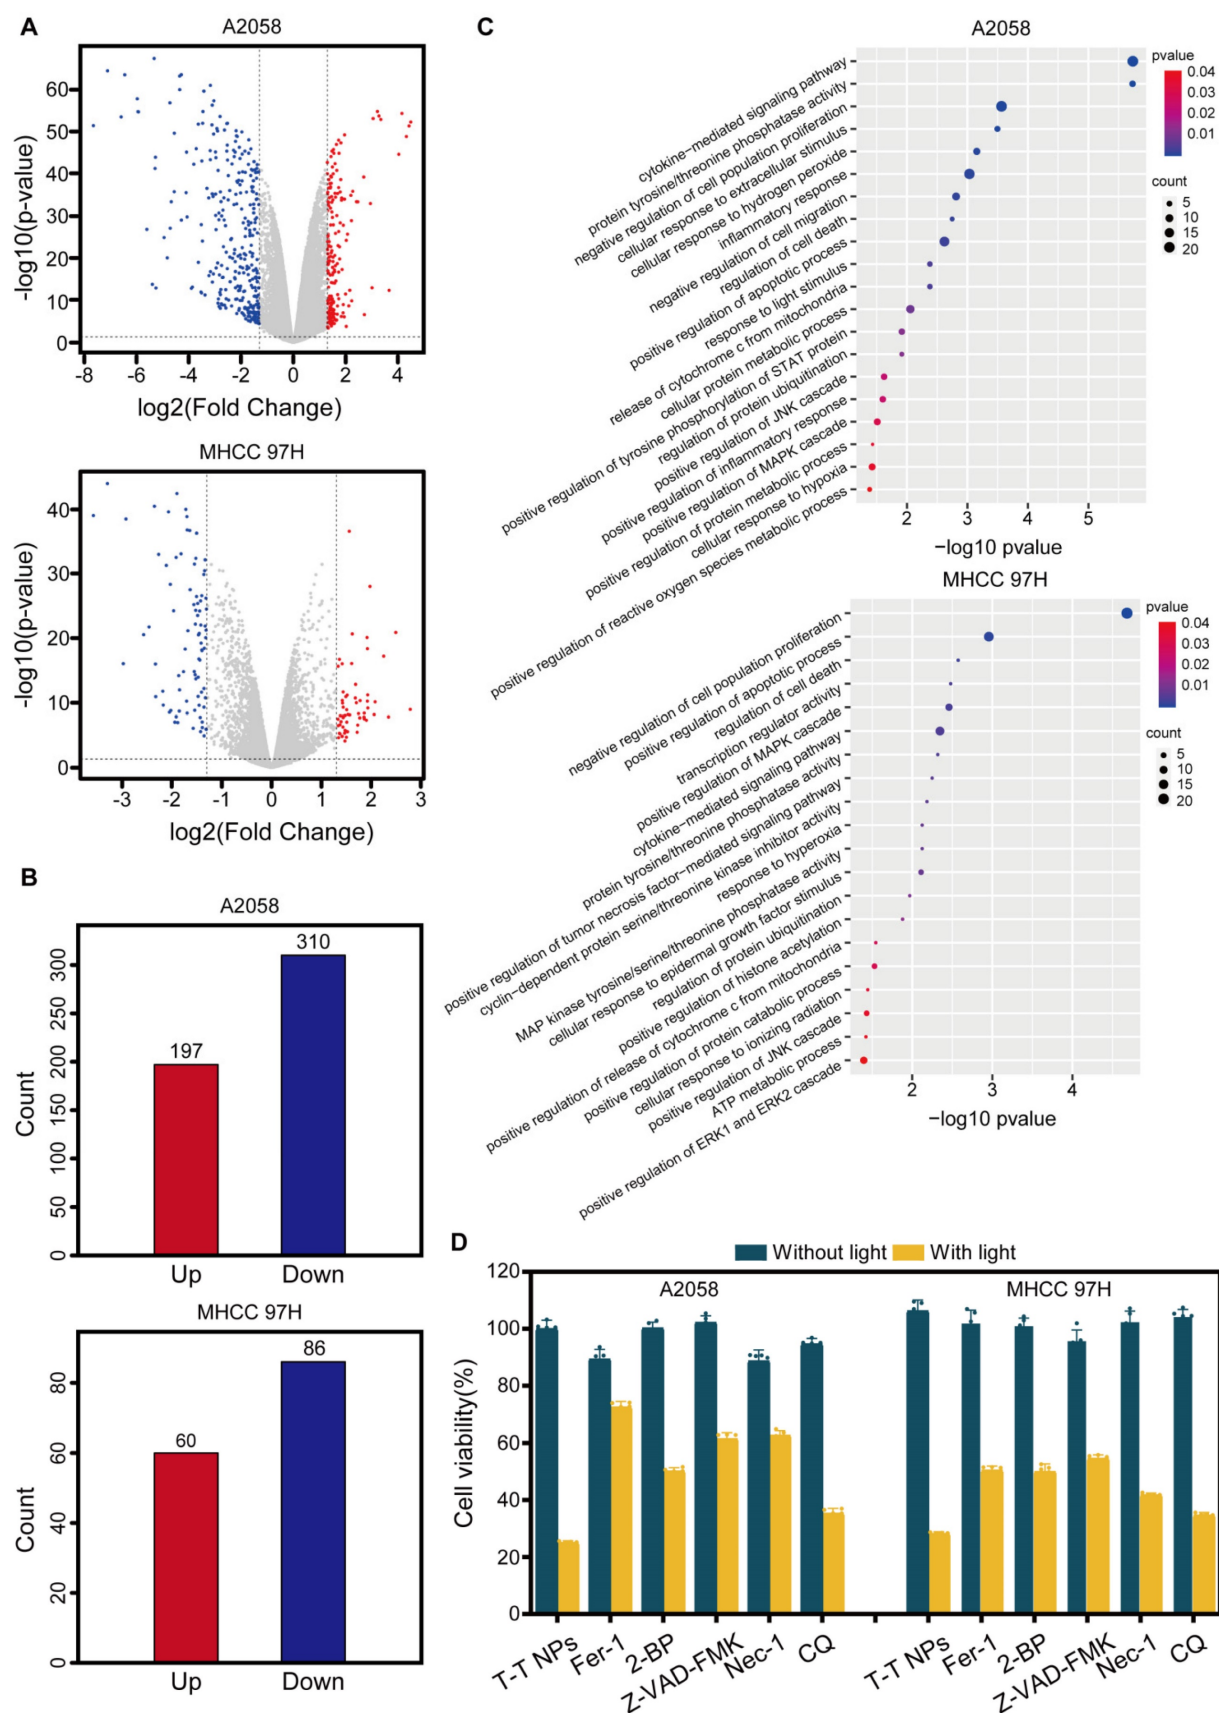 A
A2058
-log10(p-value)
60
50
40
30
20
10
0
-8
-6
-4
-2
0
2
4
log2(Fold Change)
MHCC 97H
-log10(p-value)
40
30
20
10
0
-3
-2
-1
0
1
2
3
log2(Fold Change)
B
A2058
Count
300
250
200
150
100
50
0
197
310
Up
Down
MHCC 97H
Count
80
60
40
20
0
60
86
Up
Down
C
A2058
cytokine−mediated signaling pathway
protein tyrosine/threonine phosphatase activity
negative regulation of cell population proliferation
cellular response to extracellular stimulus
cellular response to hydrogen peroxide
inflammatory response
negative regulation of cell migration
regulation of cell death
positive regulation of apoptotic process
response to light stimulus
release of cytochrome c from mitochondria
cellular protein metabolic process
positive regulation of tyrosine phosphorylation of STAT protein
regulation of protein ubiquitination
positive regulation of JNK cascade
positive regulation of inflammatory response
positive regulation of MAPK cascade
positive regulation of protein metabolic process
cellular response to hypoxia
positive regulation of reactive oxygen species metabolic process
2
3
4
5
−log10 pvalue
pvalue
0.04
0.03
0.02
0.01
count
5
10
15
20
MHCC 97H
negative regulation of cell population proliferation
positive regulation of apoptotic process
regulation of cell death
transcription regulator activity
positive regulation of MAPK cascade
cytokine−mediated signaling pathway
protein tyrosine/threonine phosphatase activity
positive regulation of tumor necrosis factor−mediated signaling pathway
cyclin−dependent protein serine/threonine kinase inhibitor activity
response to hyperoxia
MAP kinase tyrosine/serine/threonine phosphatase activity
cellular response to epidermal growth factor stimulus
regulation of protein ubiquitination
positive regulation of histone acetylation
positive regulation of release of cytochrome c from mitochondria
positive regulation of protein catabolic process
cellular response to ionizing radiation
positive regulation of JNK cascade
ATP metabolic process
positive regulation of ERK1 and ERK2 cascade
2
3
4
−log10 pvalue
pvalue
0.04
0.03
0.02
0.01
count
5
10
15
20
D
Without light
With light
A2058
MHCC 97H
Cell viability(%)
120
100
80
60
40
20
0
T-T NPs
Fer-1
2-BP
Z-VAD-FMK
Nec-1
CQ
T-T NPs
Fer-1
2-BP
Z-VAD-FMK
Nec-1
CQ